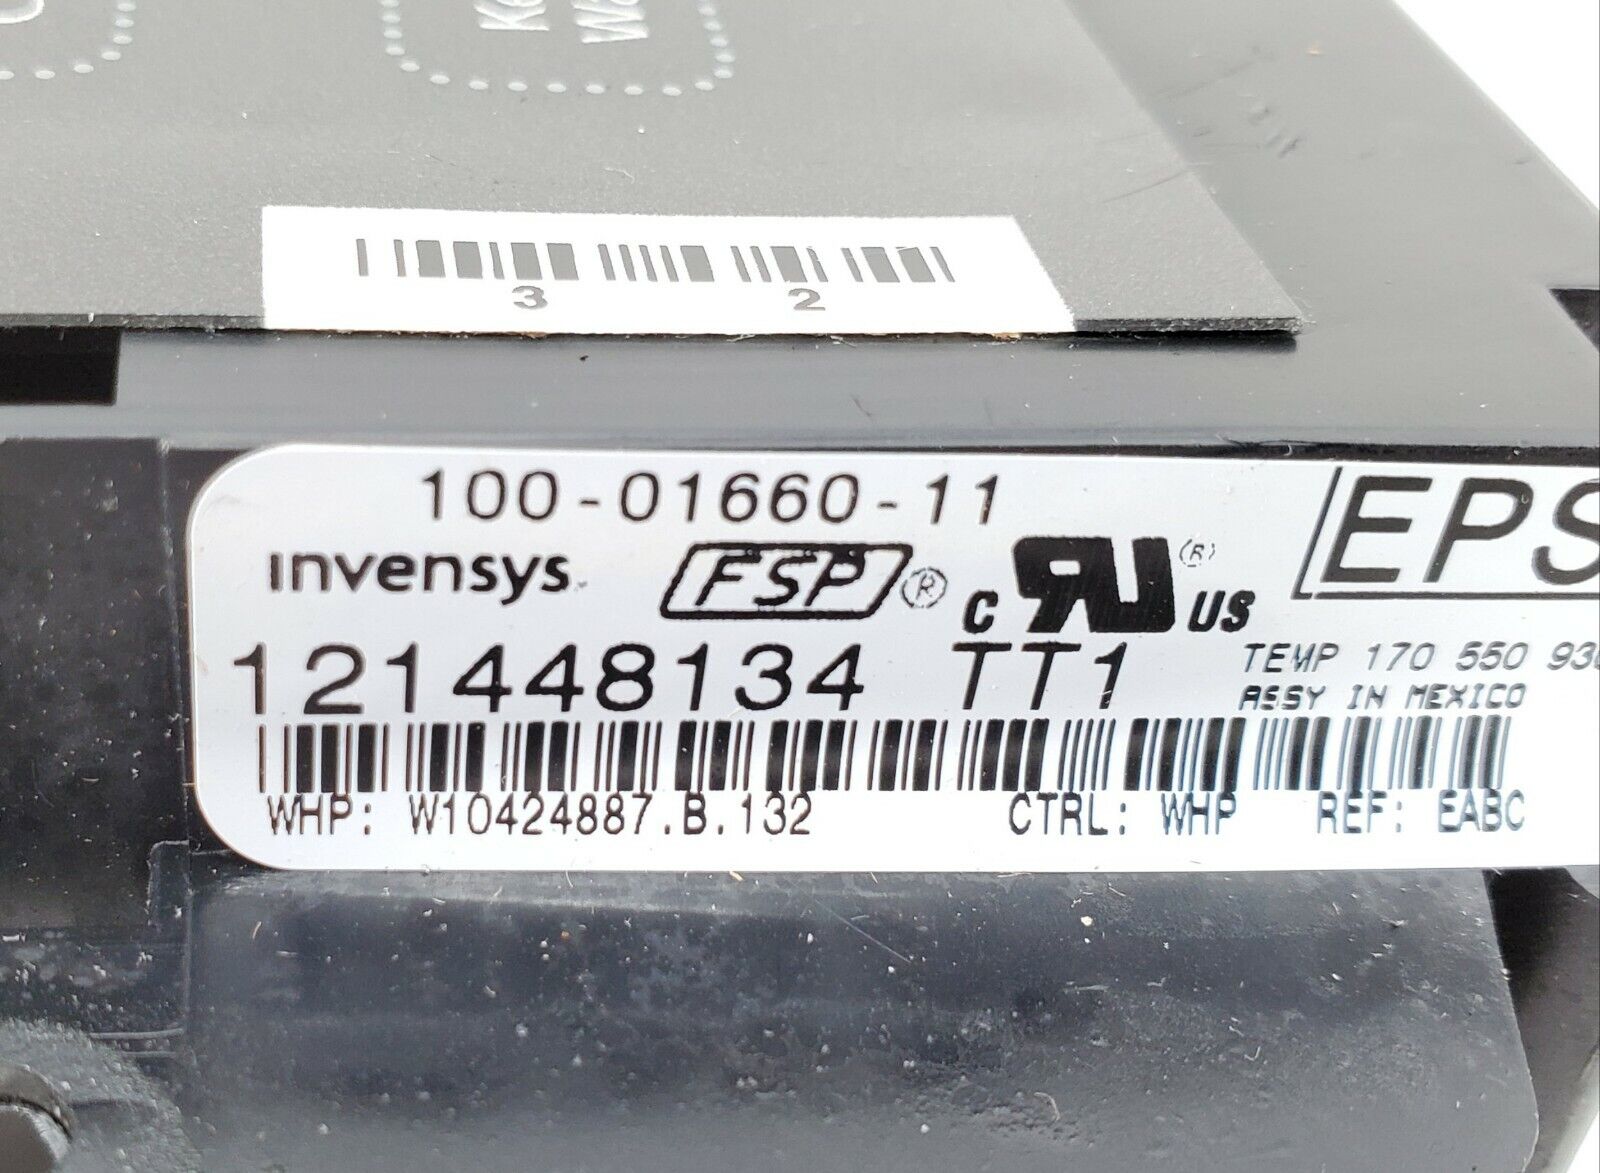 3 2
100-01660-11
invensys FSP ® c RU (R) US EPS
121448134 TT1 TEMP 170 550
ASSY IN MEXICO
WHP: W10424887.B.132 CTRL: WHP REF: EABC